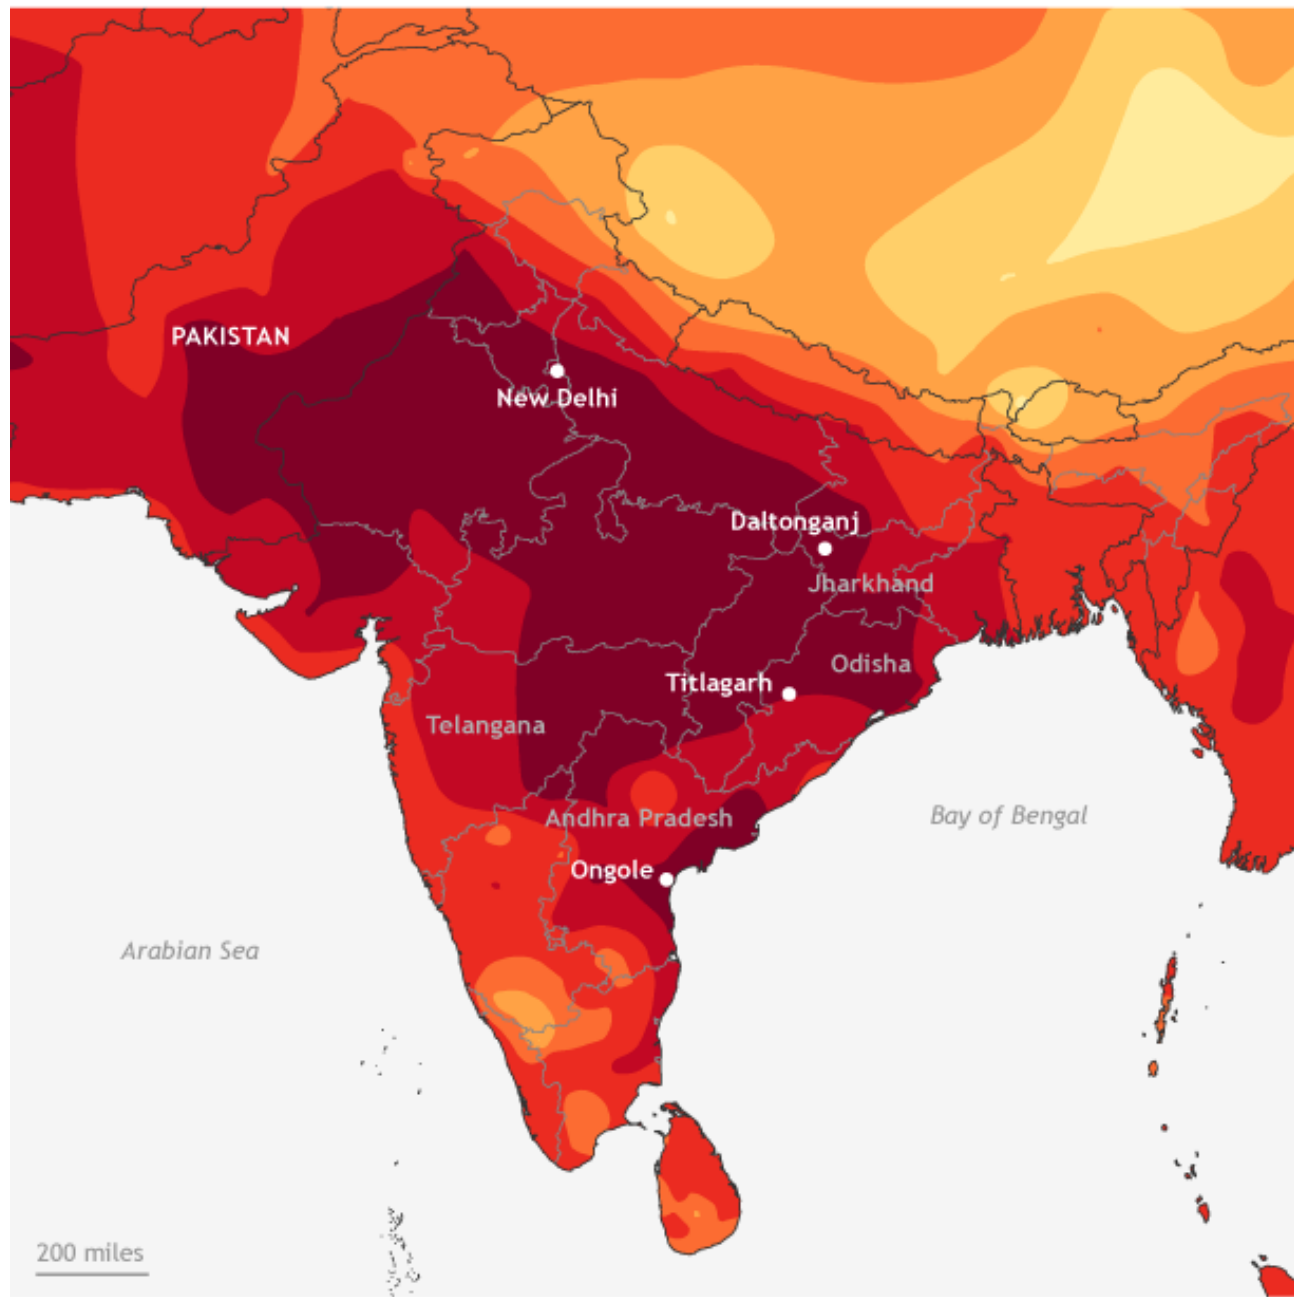 PAKISTAN
New Delhi
Daltonganj
Jharkhand
Odisha
Titlagarh
Telangana
Andhra Pradesh
Bay of Bengal
Ongole
Arabian Sea
200 miles